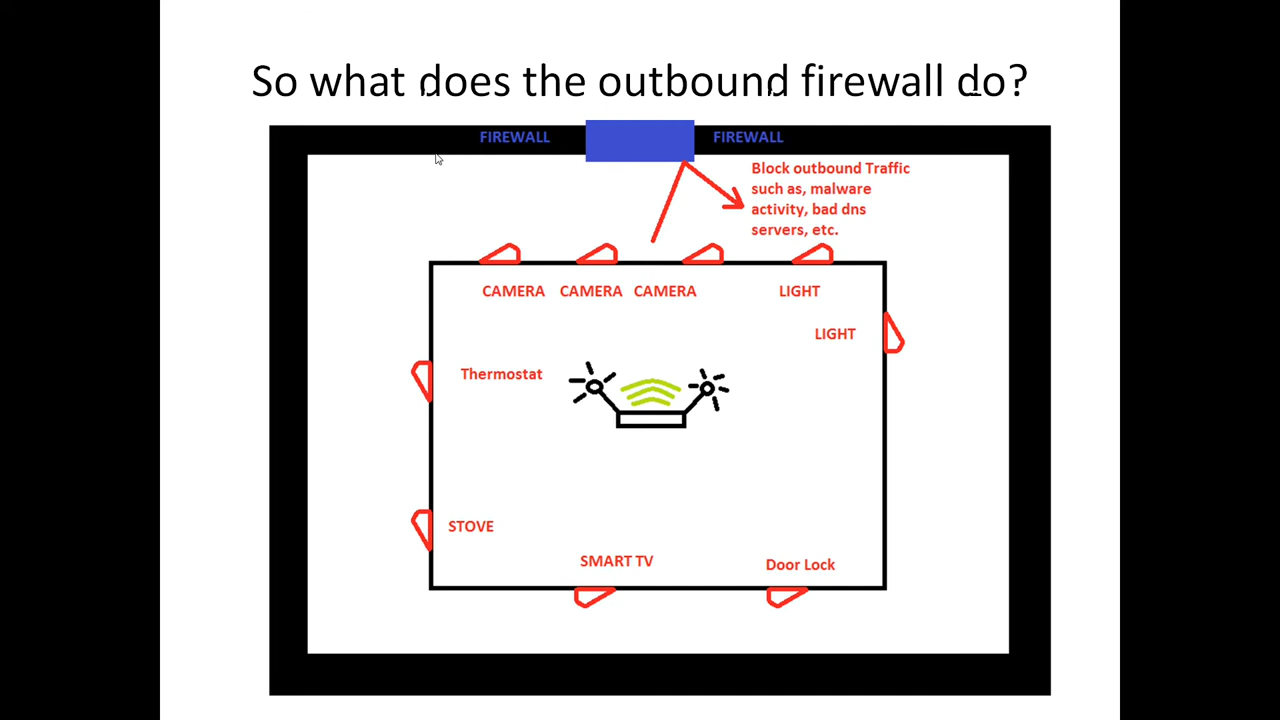 So what does the outbound firewall do?
FIREWALL FIREWALL
Block outbound Traffic
such as, malware
activity, bad dns
servers, etc.
CAMERA CAMERA CAMERA LIGHT
LIGHT
Thermostat
STOVE
SMART TV
Door Lock